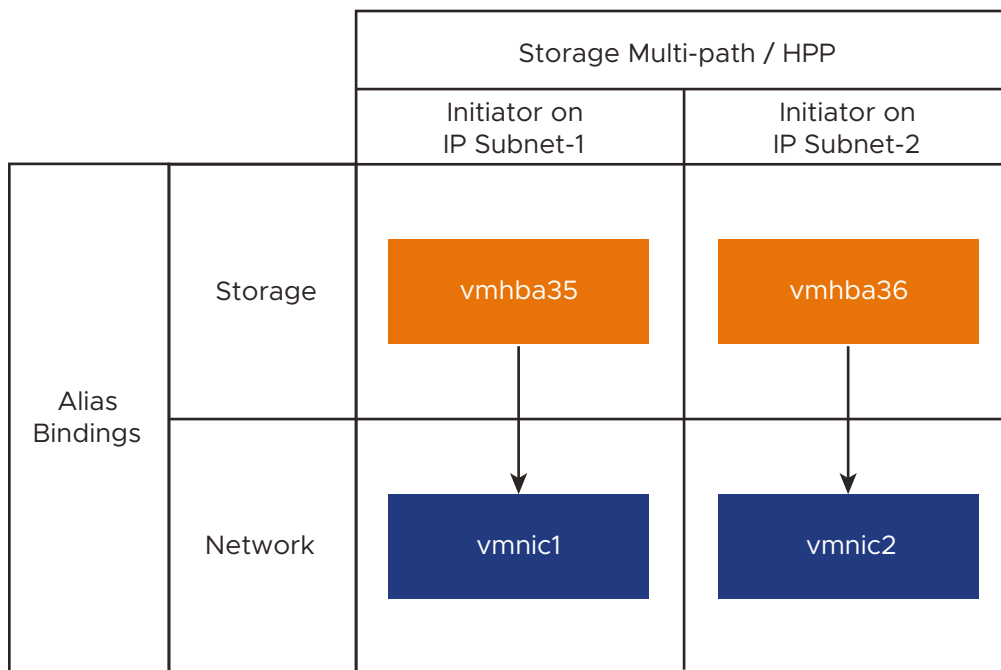 Storage Multi-path / HPP
Initiator on
IP Subnet-1
Initiator on
IP Subnet-2
Alias
Bindings
Storage
vmhba35
vmhba36
Network
vmnic1
vmnic2